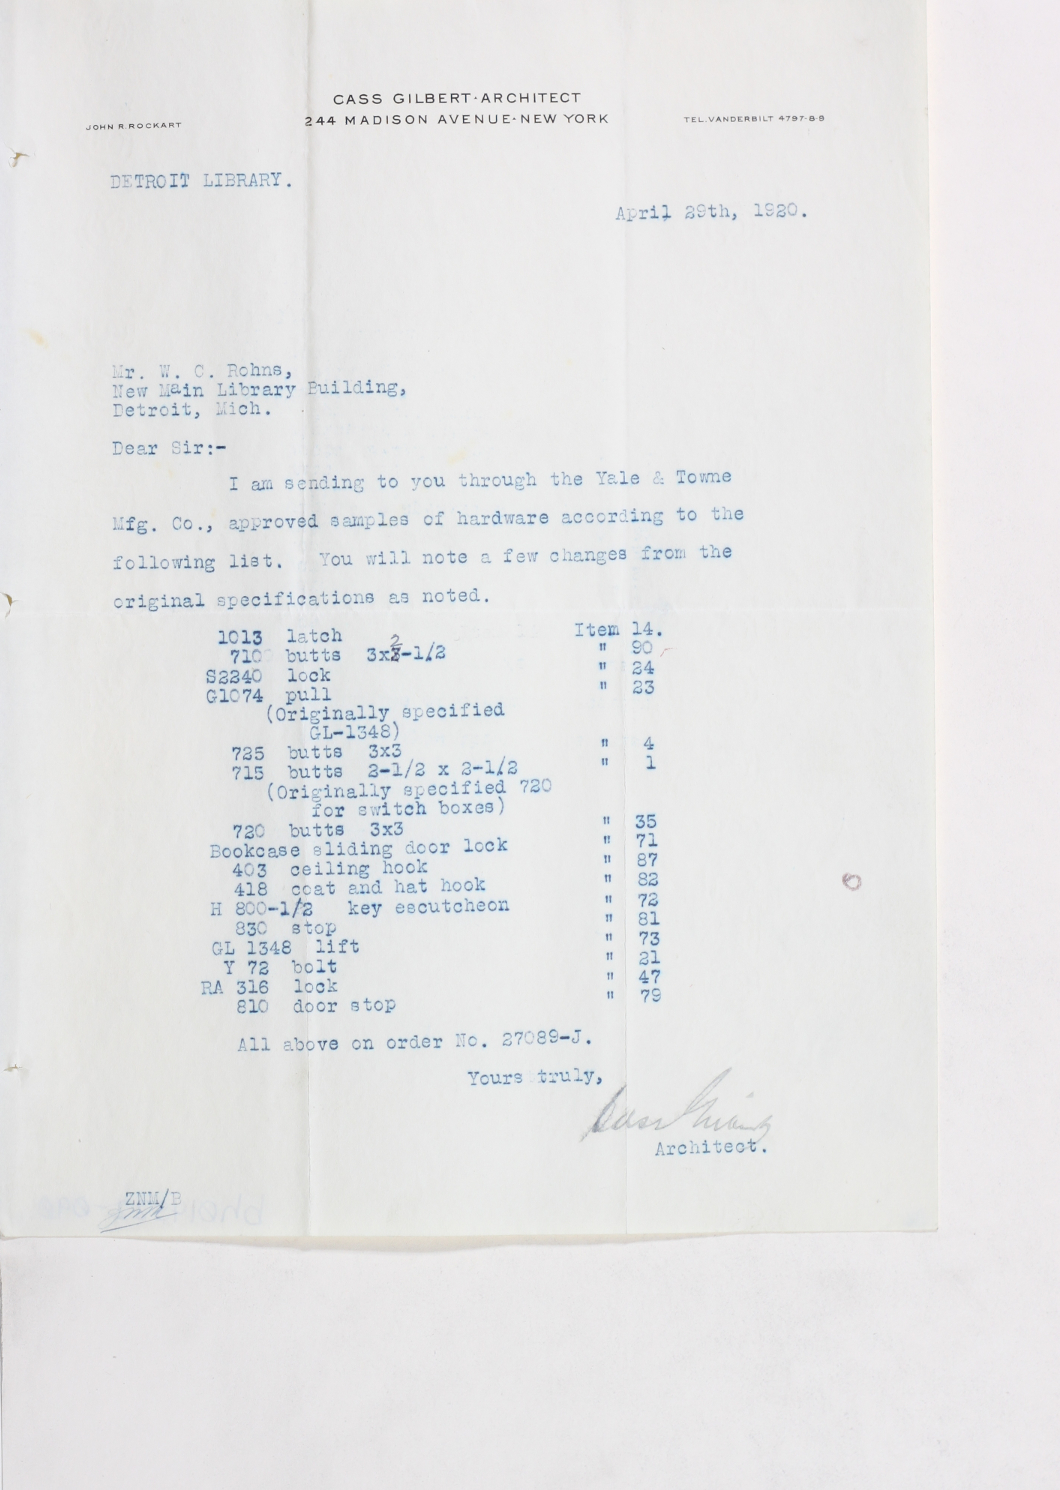 CASS GILBERT·ARCHITECT
JOHN R. ROCKART 244 MADISON AVENUE·NEW YORK TEL. VANDERBILT 4797-8-9
DETROIT LIBRARY.
April 29th, 1920.
Mr. W. C. Rohns,
New Main Library Building,
Detroit, Mich.
Dear Sir:-
I am sending to you through the Yale & Towne
Mfg. Co., approved samples of hardware according to the
following list. You will note a few changes from the
original specifications as noted.
1013 latch Item 14.
710 butts 3x2-1/2 " 90
S2240 lock " 24
G1074 pull " 23
(Originally specified
GL-1348)
725 butts 3x3 " 4
715 butts 2-1/2 x 2-1/2 " 1
(Originally specified 720
for switch boxes)
720 butts 3x3 " 35
Bookcase sliding door lock " 71
403 ceiling hook " 87
418 coat and hat hook " 82
H 800-1/2 key escutcheon " 72
830 stop " 81
GL 1348 lift " 73
Y 72 bolt " 21
RA 316 lock " 47
810 door stop " 79
All above on order No. 27089-J.
Yours truly,
Cass Gilbert
Architect.
ZNM/B